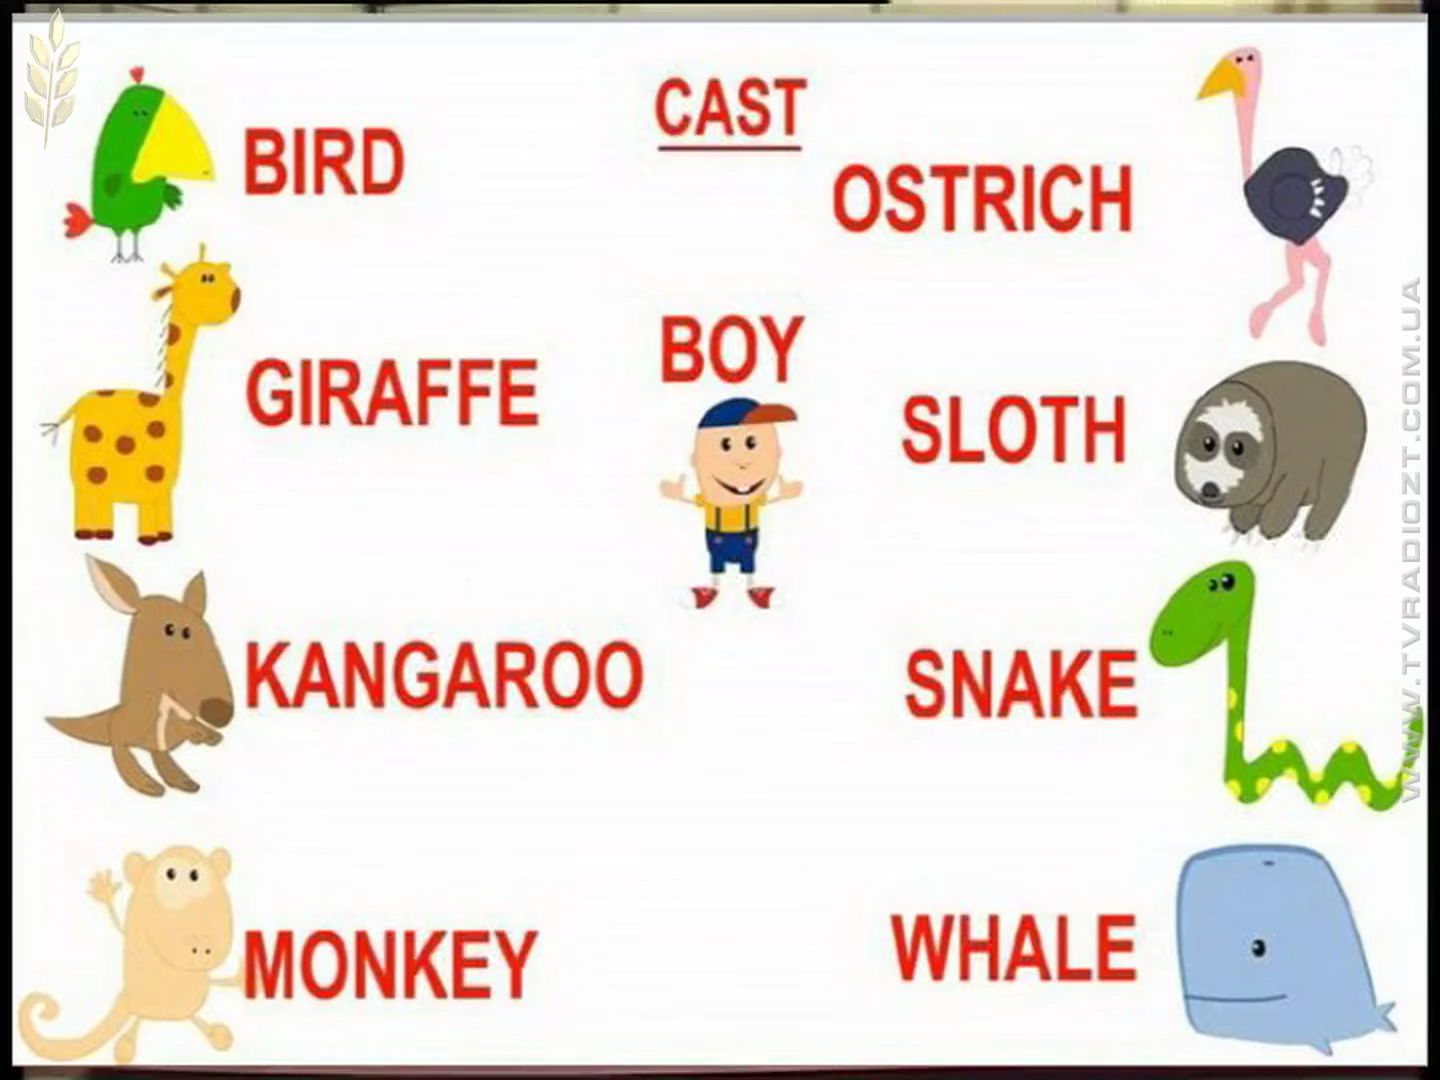 CAST
BIRD
OSTRICH
BOY
GIRAFFE
SLOTH
KANGAROO
SNAKE
MONKEY
WHALE
WWW.TVRADIOZT.COM.UA